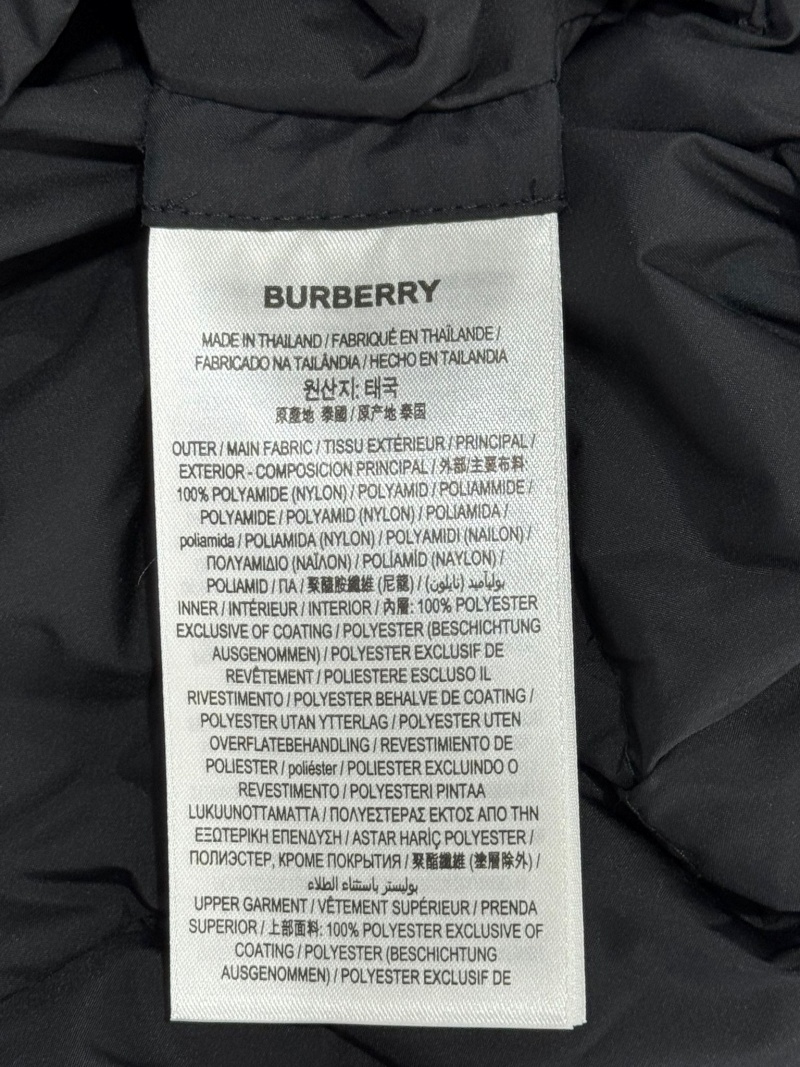 BURBERRY
MADE IN THAILAND / FABRIQUÉ EN THAÏLANDE /
FABRICADO NA TAILÂNDIA / HECHO EN TAILANDIA
원산지: 태국
原產地 泰國 / 原产地 泰国
OUTER / MAIN FABRIC / TISSU EXTÉRIEUR / PRINCIPAL /
EXTERIOR - COMPOSICION PRINCIPAL / 外部/主要布料:
100% POLYAMIDE (NYLON) / POLYAMID / POLIAMMIDE /
POLYAMIDE / POLYAMID (NYLON) / POLIAMIDA /
poliamida / POLIAMIDA (NYLON) / POLYAMIDI (NAILON) /
ΠΟΛΥΑΜΙΔΙΟ (ΝΑΪΛΟΝ) / POLİAMİD (NAYLON) /
POLIAMID / ПА / 聚醯胺纖維 (尼龍) / بولياميد (نايلون)
INNER / INTÉRIEUR / INTERIOR / 內層: 100% POLYESTER
EXCLUSIVE OF COATING / POLYESTER (BESCHICHTUNG
AUSGENOMMEN) / POLYESTER EXCLUSIF DE
REVÊTEMENT / POLIESTERE ESCLUSO IL
RIVESTIMENTO / POLYESTER BEHALVE DE COATING /
POLYESTER UTAN YTTERLAG / POLYESTER UTEN
OVERFLATEBEHANDLING / REVESTIMIENTO DE
POLIESTER / poliéster / POLIESTER EXCLUINDO O
REVESTIMENTO / POLYESTERI PINTAA
LUKUUNOTTAMATTA / ΠΟΛΥΕΣΤΕΡΑΣ ΕΚΤΟΣ ΑΠΟ ΤΗΝ
ΕΞΩΤΕΡΙΚΗ ΕΠΕΝΔΥΣΗ / ASTAR HARİÇ POLYESTER /
ПОЛИЭСТЕР, КРОМЕ ПОКРЫТИЯ / 聚酯纖維 (塗層除外) /
بوليستر باستثناء الطلاء
UPPER GARMENT / VÊTEMENT SUPÉRIEUR / PRENDA
SUPERIOR / 上部面料: 100% POLYESTER EXCLUSIVE OF
COATING / POLYESTER (BESCHICHTUNG
AUSGENOMMEN) / POLYESTER EXCLUSIF DE